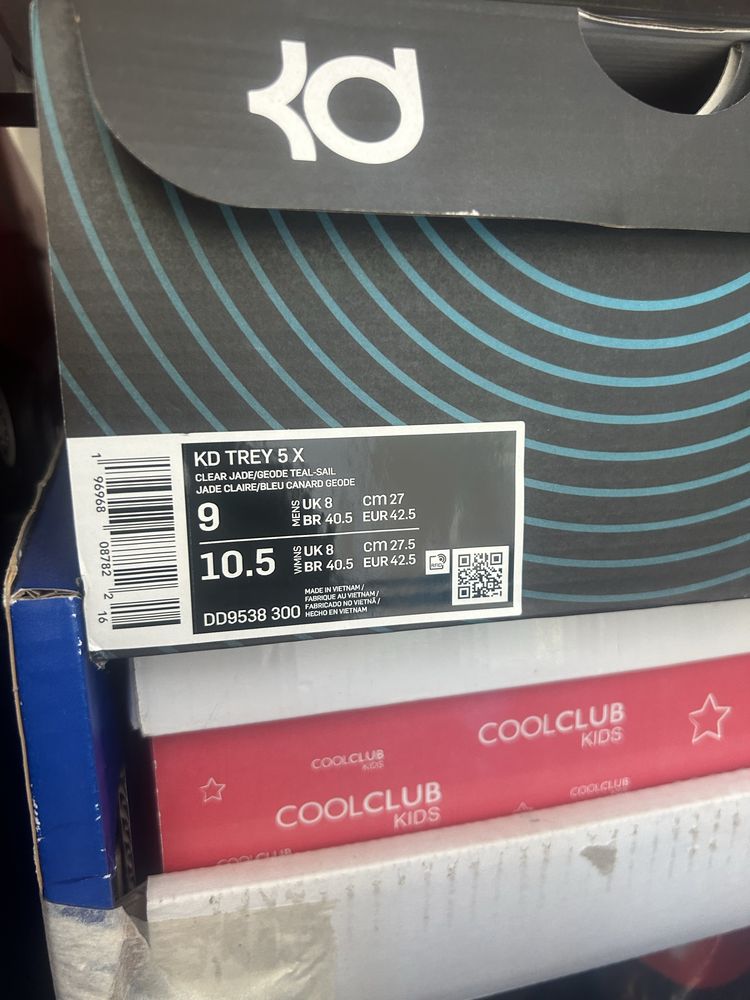 kd
KD TREY 5 X
CLEAR JADE/GEODE TEAL-SAIL
JADE CLAIRE/BLEU CANARD GEODE
9 MENS UK 8 CM 27
BR 40.5 EUR 42.5
10.5 WMNS UK 8 CM 27.5
BR 40.5 EUR 42.5
RFID
DD9538 300
MADE IN VIETNAM /
FABRIQUE AU VIETNAM /
FABRICADO NO VIETNÃ /
HECHO EN VIETNAM
1 96968 08782 2 16
COOLCLUB
KIDS
COOLCLUB
KIDS
COOLCLUB
KIDS
COOLCLUB
KIDS
COOLCLUB